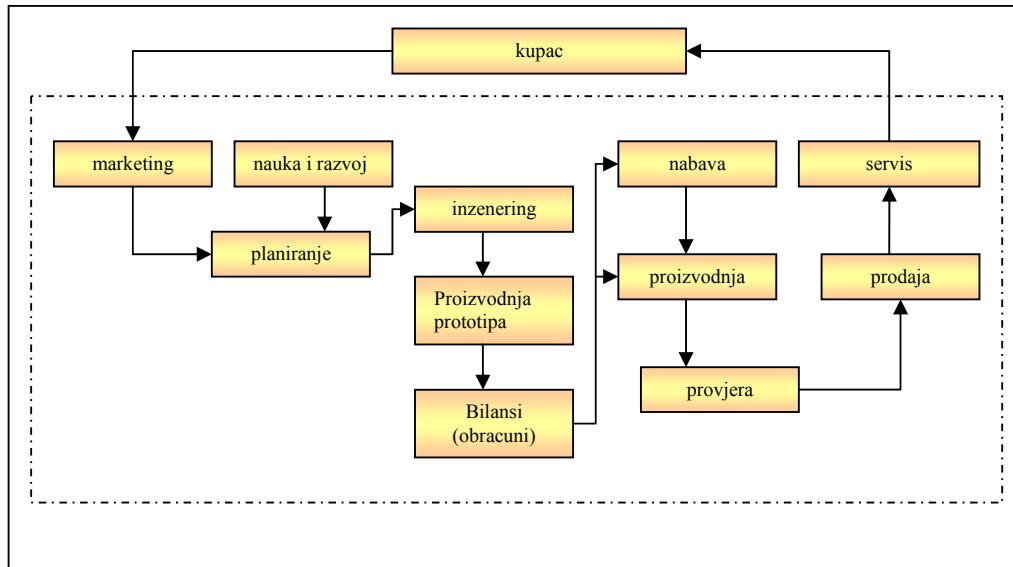 kupac
marketing
nauka i razvoj
planiranje
inzenering
Proizvodnja
prototipa
Bilansi
(obracuni)
nabava
proizvodnja
provjera
servis
prodaja